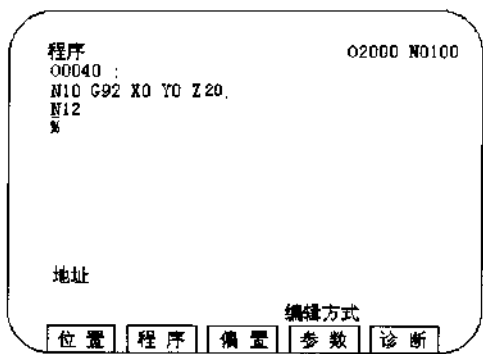 程序 O2000 N0100
O0040 ;
N10 G92 X0 Y0 Z20.
N12
%
地址
编辑方式
位置 程序 偏置 参数 诊断